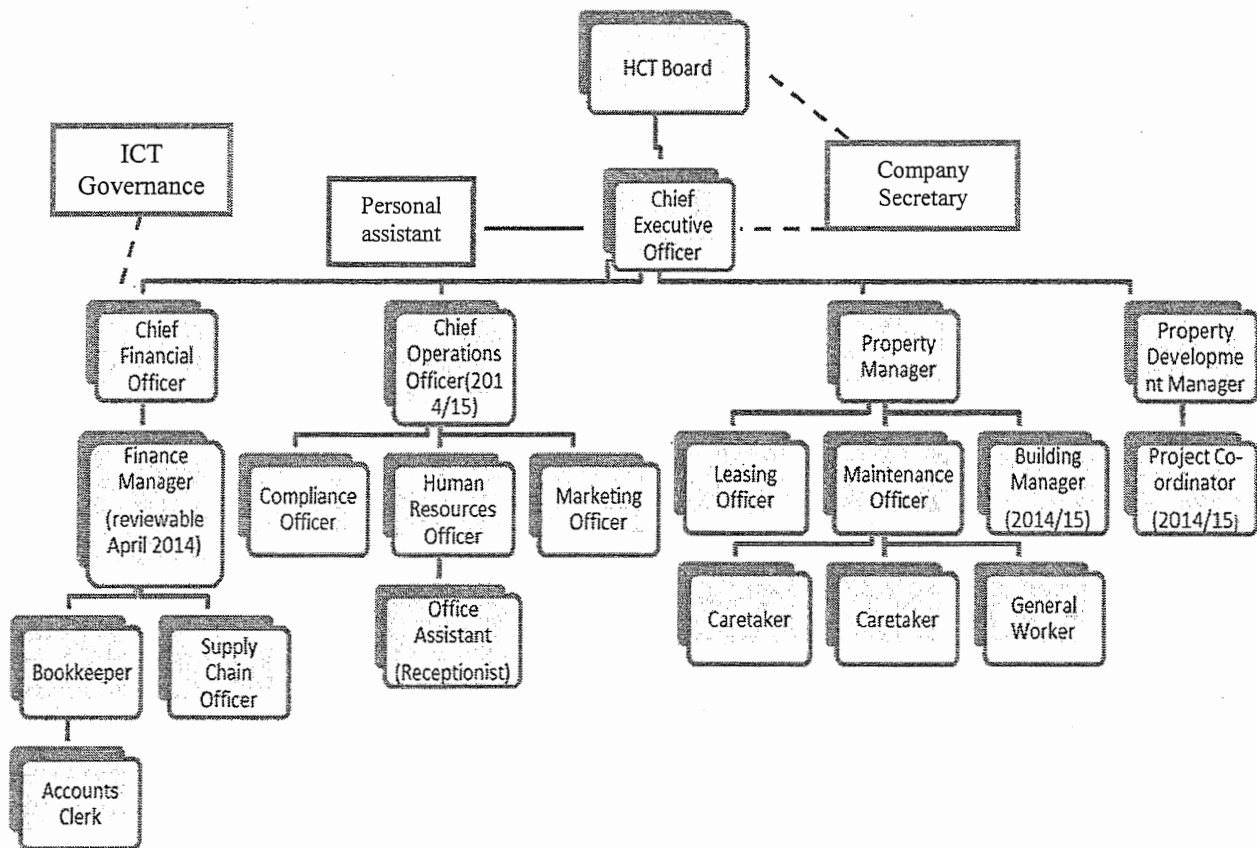 HCT Board
ICT
Governance
Personal
assistant
Chief
Executive
Officer
Company
Secretary
Chief
Financial
Officer
Chief
Operations
Officer(201
4/15)
Property
Manager
Property
Developme
nt Manager
Finance
Manager
(reviewable
April 2014)
Compliance
Officer
Human
Resources
Officer
Marketing
Officer
Leasing
Officer
Maintenance
Officer
Building
Manager
(2014/15)
Project Co-
ordinator
(2014/15)
Bookkeeper
Supply
Chain
Officer
Office
Assistant
(Receptionist)
Caretaker
Caretaker
General
Worker
Accounts
Clerk